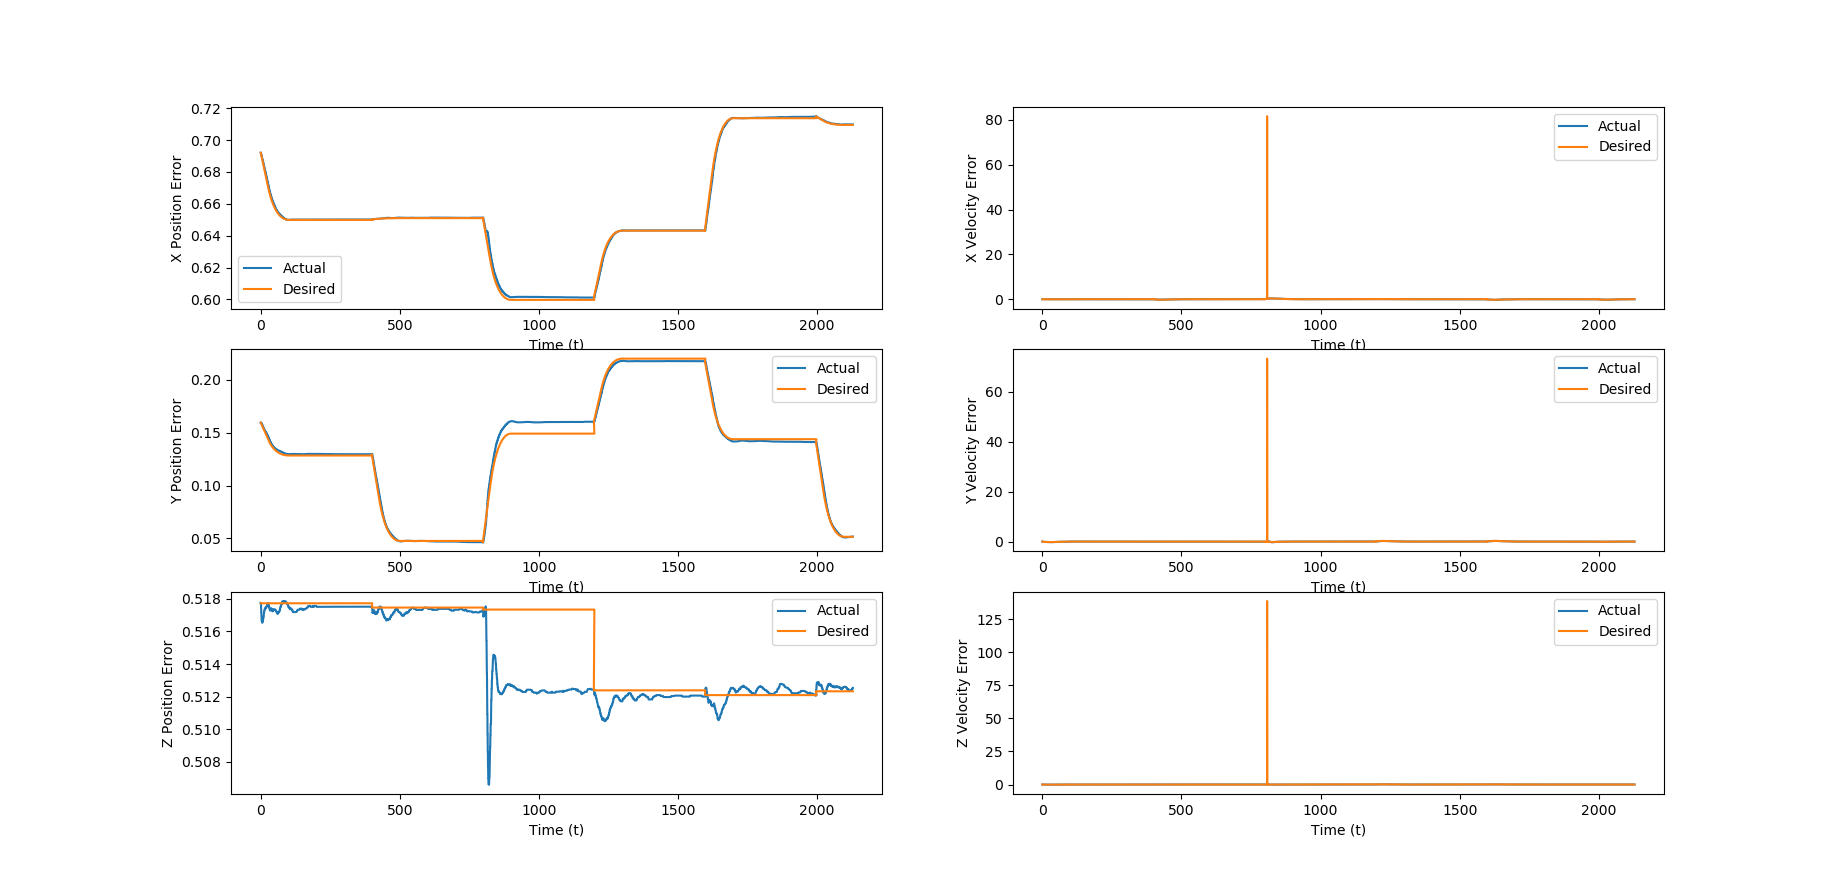 0.72
0.70
0.68
0.66
0.64
0.62
0.60
X Position Error
Actual
Desired
0 500 1000 1500 2000
Time (t)
80
60
40
20
0
X Velocity Error
Actual
Desired
0 500 1000 1500 2000
Time (t)
0.20
0.15
0.10
0.05
Y Position Error
Actual
Desired
0 500 1000 1500 2000
Time (t)
60
40
20
0
Y Velocity Error
Actual
Desired
0 500 1000 1500 2000
Time (t)
0.518
0.516
0.514
0.512
0.510
0.508
Z Position Error
Actual
Desired
0 500 1000 1500 2000
Time (t)
125
100
75
50
25
0
Z Velocity Error
Actual
Desired
0 500 1000 1500 2000
Time (t)